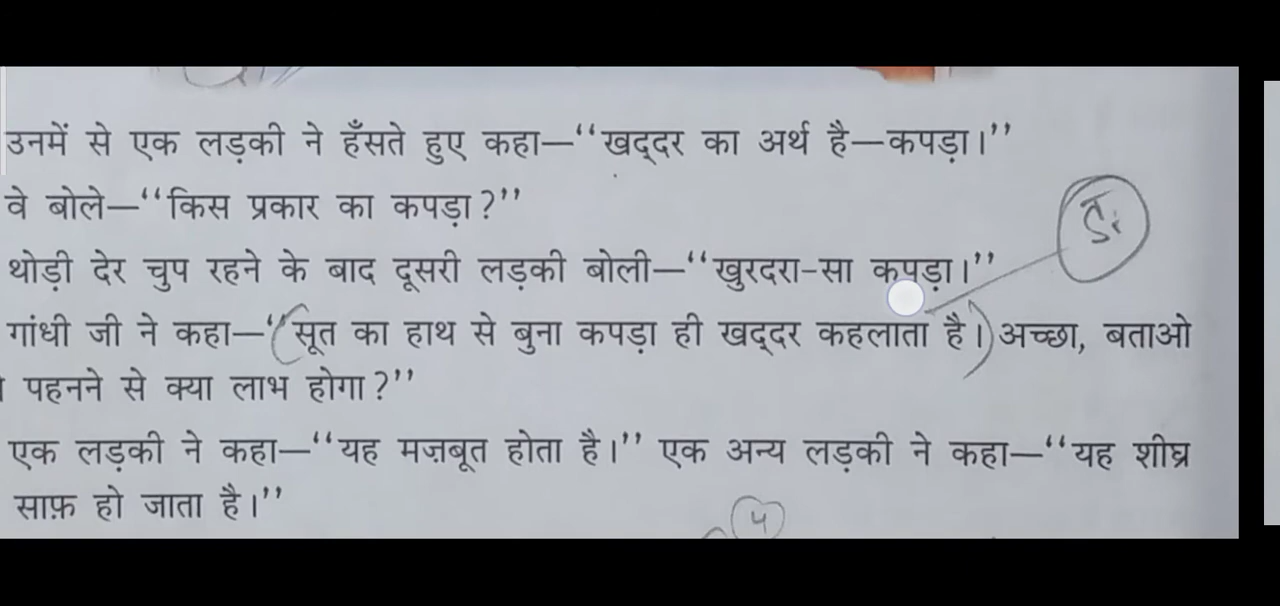 उनमें से एक लड़की ने हँसते हुए कहा—“खद्दर का अर्थ है—कपड़ा।”
वे बोले—“किस प्रकार का कपड़ा?”
थोड़ी देर चुप रहने के बाद दूसरी लड़की बोली—“खुरदरा-सा कपड़ा।”
गांधी जी ने कहा—“सूत का हाथ से बुना कपड़ा ही खद्दर कहलाता है। अच्छा, बताओ
पहनने से क्या लाभ होगा?”
एक लड़की ने कहा—“यह मज़बूत होता है।” एक अन्य लड़की ने कहा—“यह शीघ्र
साफ़ हो जाता है।”